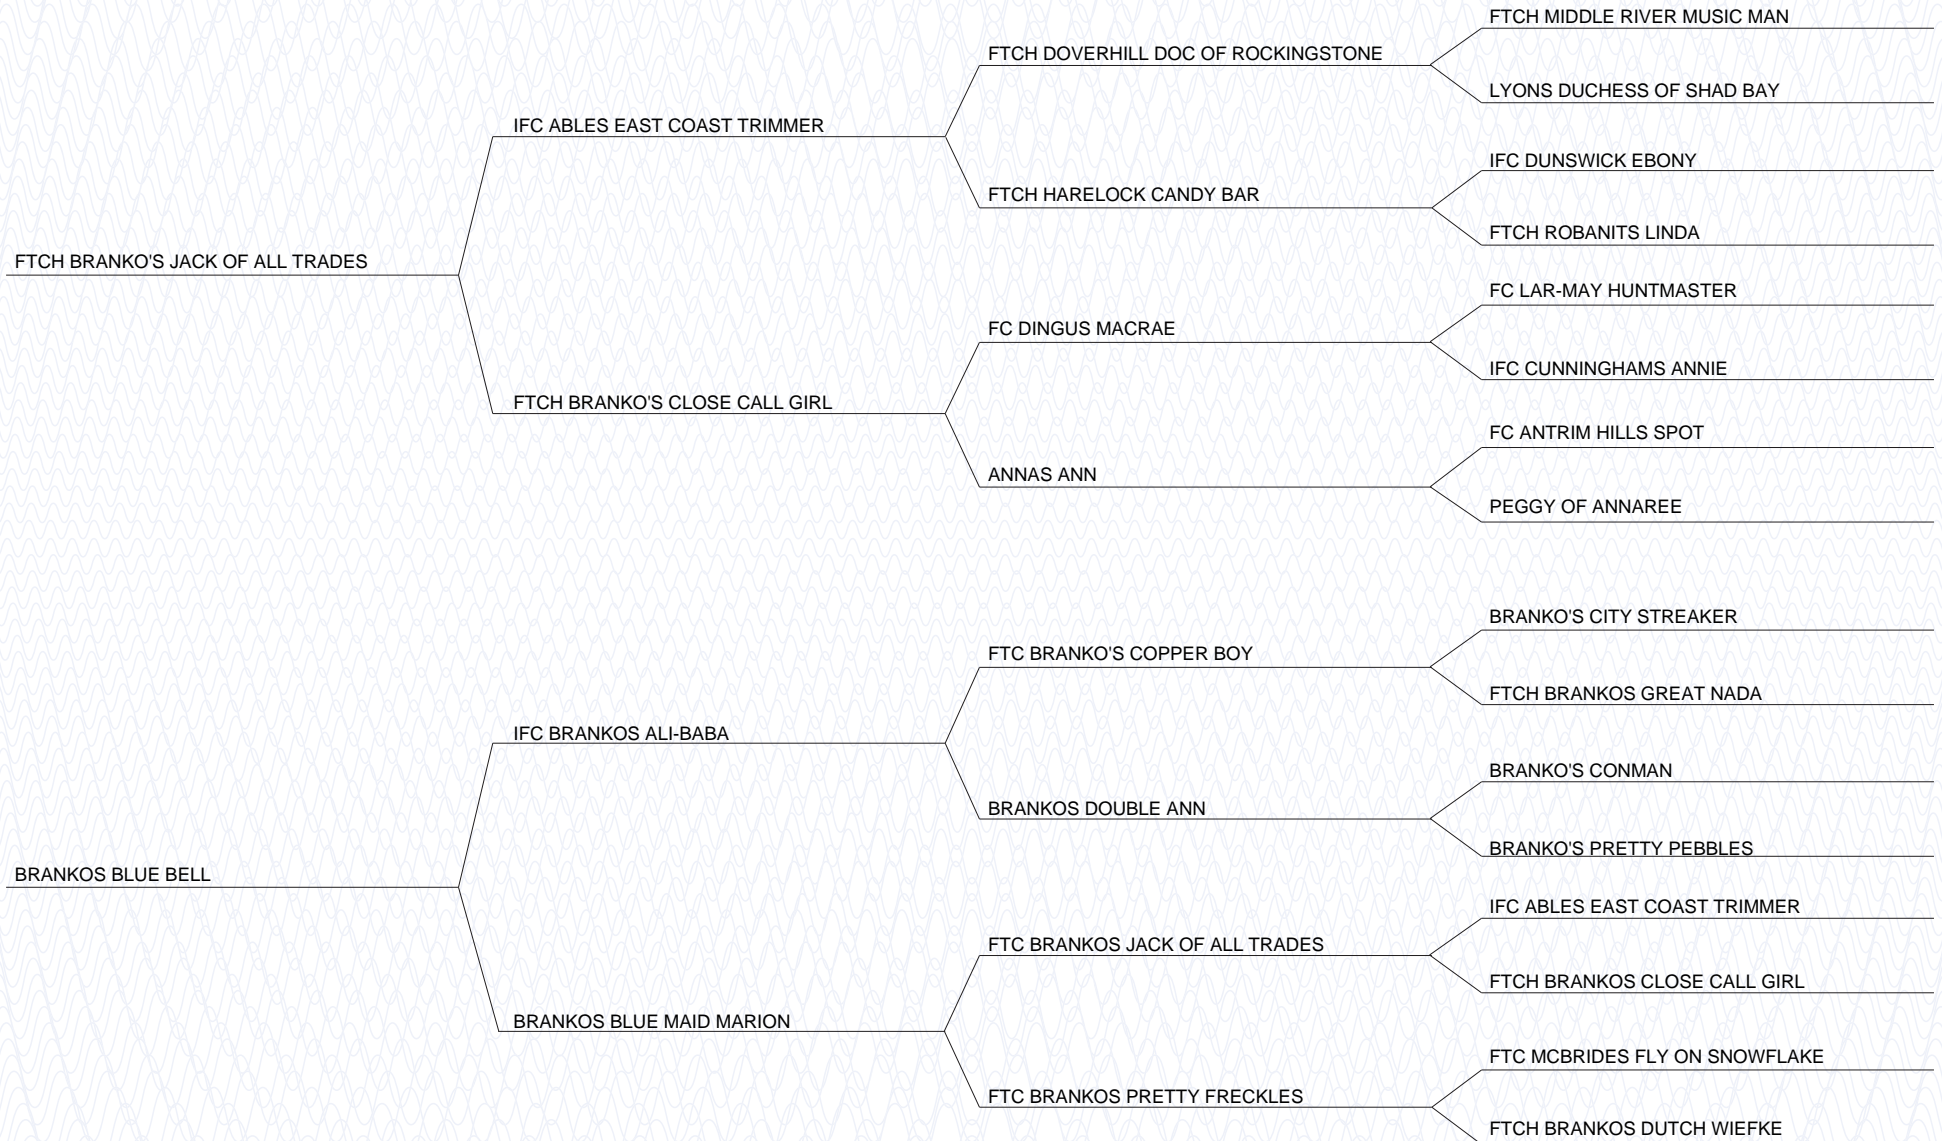 FTCH MIDDLE RIVER MUSIC MAN
FTCH DOVERHILL DOC OF ROCKINGSTONE
LYONS DUCHESS OF SHAD BAY
IFC ABLES EAST COAST TRIMMER
IFC DUNSWICK EBONY
FTCH HARELOCK CANDY BAR
FTCH ROBANITS LINDA
FTCH BRANKO'S JACK OF ALL TRADES
FC LAR-MAY HUNTMASTER
FC DINGUS MACRAE
IFC CUNNINGHAMS ANNIE
FTCH BRANKO'S CLOSE CALL GIRL
FC ANTRIM HILLS SPOT
ANNAS ANN
PEGGY OF ANNAREE
BRANKO'S CITY STREAKER
FTC BRANKO'S COPPER BOY
FTCH BRANKOS GREAT NADA
IFC BRANKOS ALI-BABA
BRANKO'S CONMAN
BRANKOS DOUBLE ANN
BRANKO'S PRETTY PEBBLES
BRANKOS BLUE BELL
IFC ABLES EAST COAST TRIMMER
FTC BRANKOS JACK OF ALL TRADES
FTCH BRANKOS CLOSE CALL GIRL
BRANKOS BLUE MAID MARION
FTC MCBRIDES FLY ON SNOWFLAKE
FTC BRANKOS PRETTY FRECKLES
FTCH BRANKOS DUTCH WIEFKE